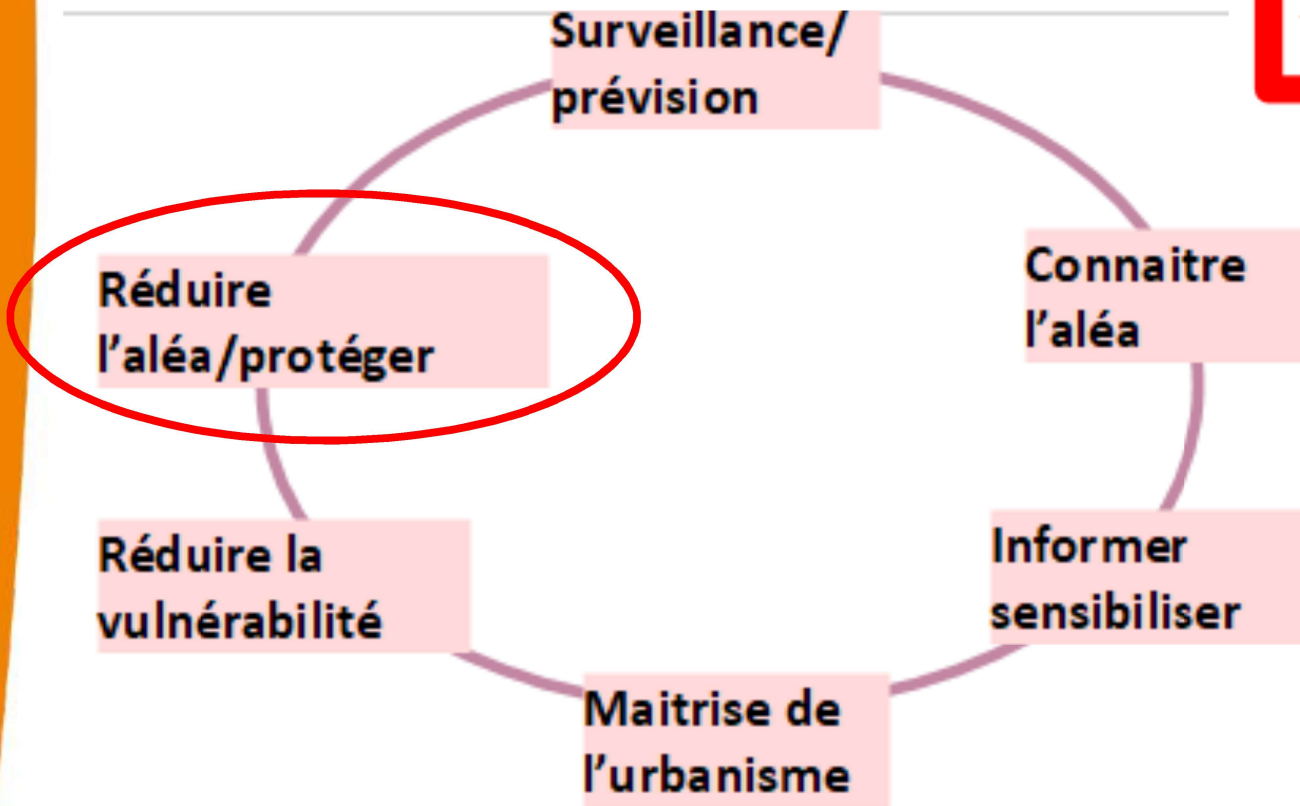 Surveillance/
prévision
Réduire
l'aléa/protéger
Connaitre
l'aléa
Réduire la
vulnérabilité
Informer
sensibiliser
Maitrise de
l'urbanisme